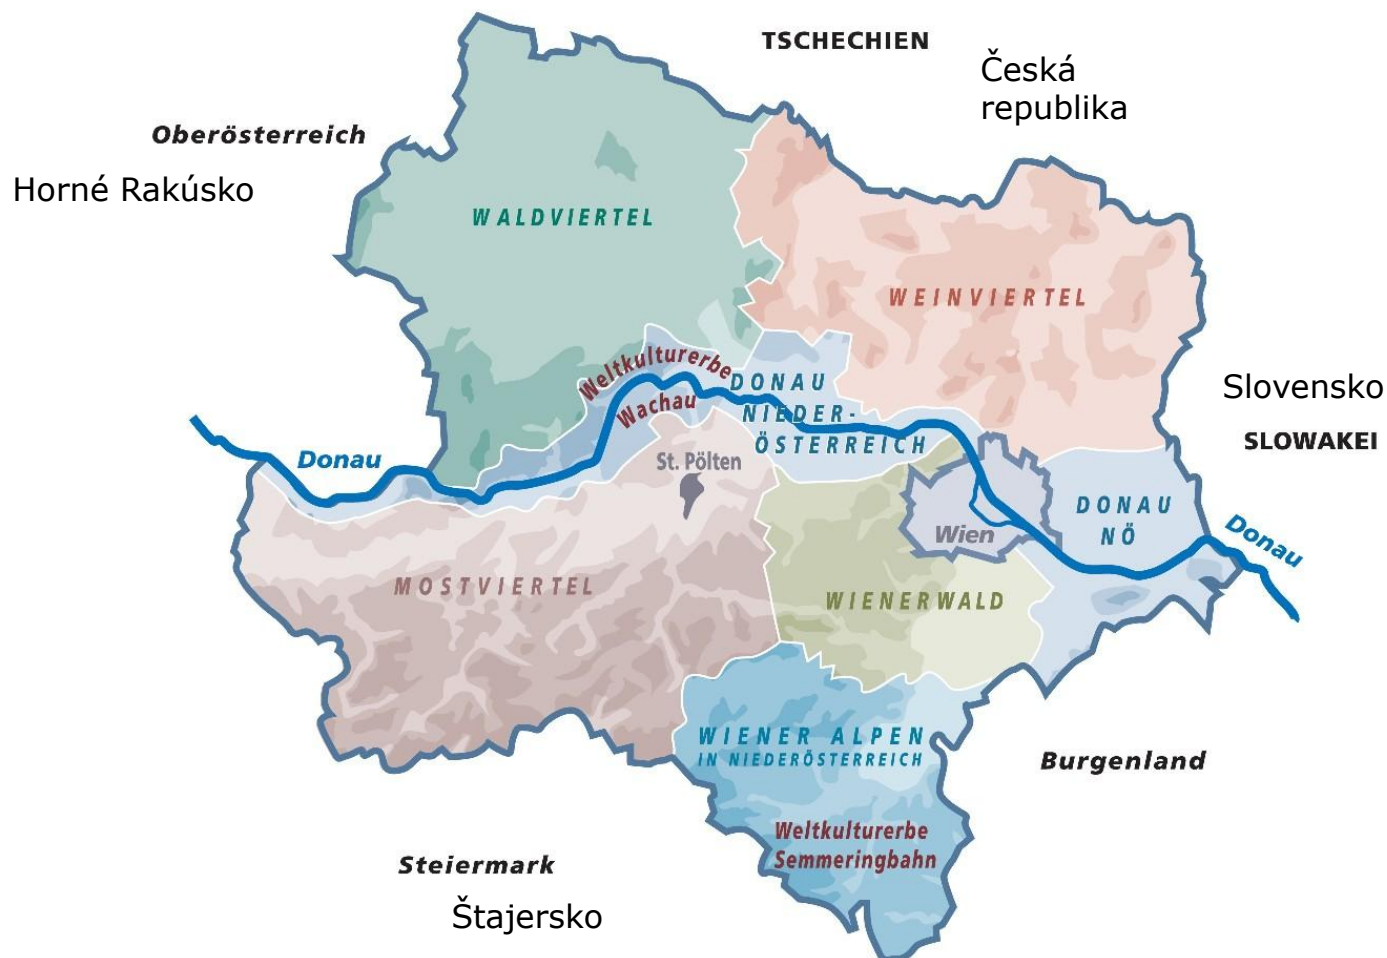 TSCHECHIEN
Česká
republika
Oberösterreich
Horné Rakúsko
WALDVIERTEL
WEINVIERTEL
Weltkulturerbe
Wachau
DONAU
NIEDER-
ÖSTERREICH
Slovensko
SLOWAKEI
Donau
St. Pölten
DONAU
NÖ
Wien
Donau
MOSTVIERTEL
WIENERWALD
WIENER ALPEN
IN NIEDERÖSTERREICH
Burgenland
Weltkulturerbe
Semmeringbahn
Steiermark
Štajersko